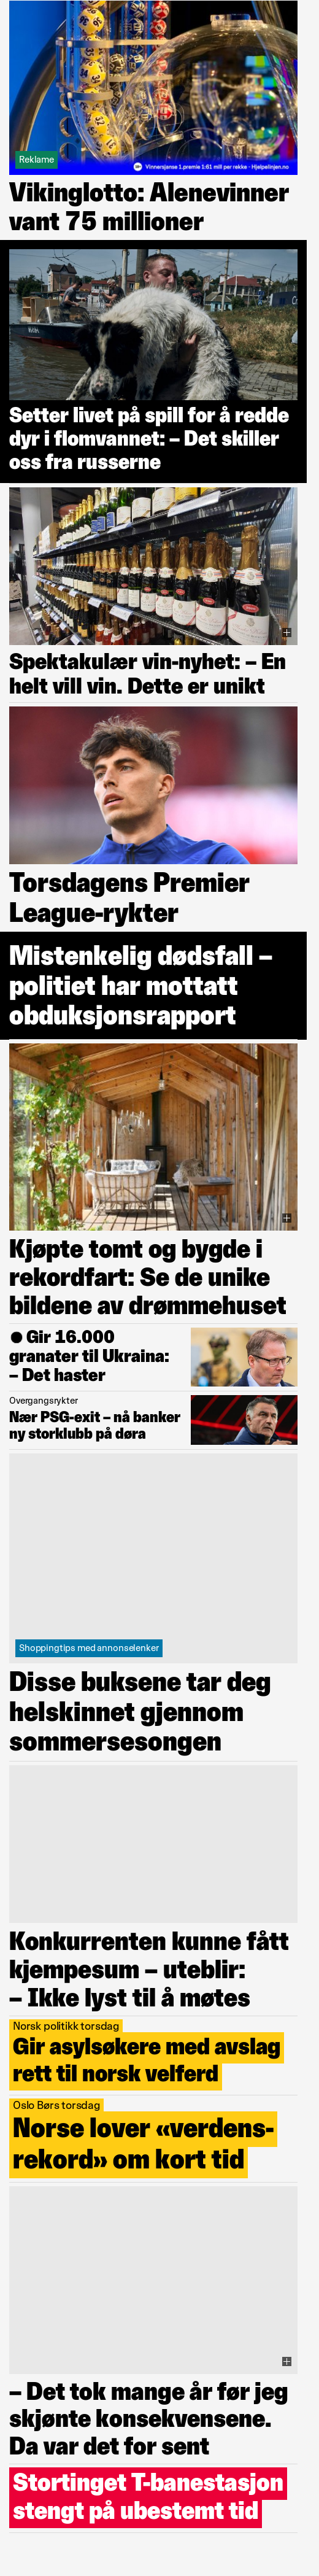 Reklame
Vinnersjanse 1.premie 1:61 mill per rekke - Hjelpelinjen.no
Vikinglotto: Alenevinner
vant 75 millioner
Setter livet på spill for å redde
dyr i flomvannet: – Det skiller
oss fra russerne
Spektakulær vin-nyhet: – En
helt vill vin. Dette er unikt
Torsdagens Premier
League-rykter
Mistenkelig dødsfall –
politiet har mottatt
obduksjonsrapport
Kjøpte tomt og bygde i
rekordfart: Se de unike
bildene av drømmehuset
● Gir 16.000
granater til Ukraina:
– Det haster
Overgangsrykter
Nær PSG-exit – nå banker
ny storklubb på døra
Shoppingtips med annonselenker
Disse buksene tar deg
helskinnet gjennom
sommersesongen
Konkurrenten kunne fått
kjempesum – uteblir:
– Ikke lyst til å møtes
Norsk politikk torsdag
Gir asylsøkere med avslag
rett til norsk velferd
Oslo Børs torsdag
Norse lover «verdens-
rekord» om kort tid
– Det tok mange år før jeg
skjønte konsekvensene.
Da var det for sent
Stortinget T-banestasjon
stengt på ubestemt tid